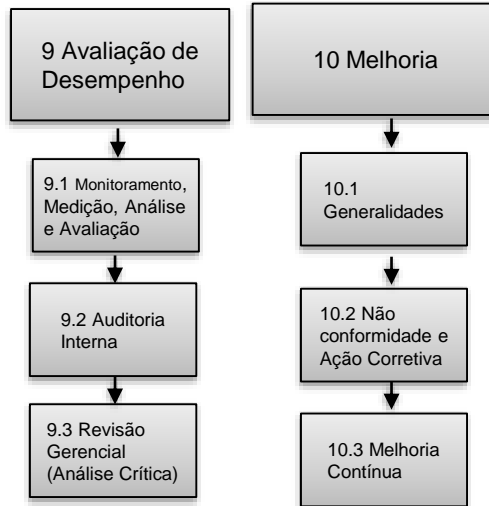 9 Avaliação de
Desempenho
9.1 Monitoramento,
Medição, Análise
e Avaliação
9.2 Auditoria
Interna
9.3 Revisão
Gerencial
(Análise Crítica)
10 Melhoria
10.1
Generalidades
10.2 Não
conformidade e
Ação Corretiva
10.3 Melhoria
Contínua